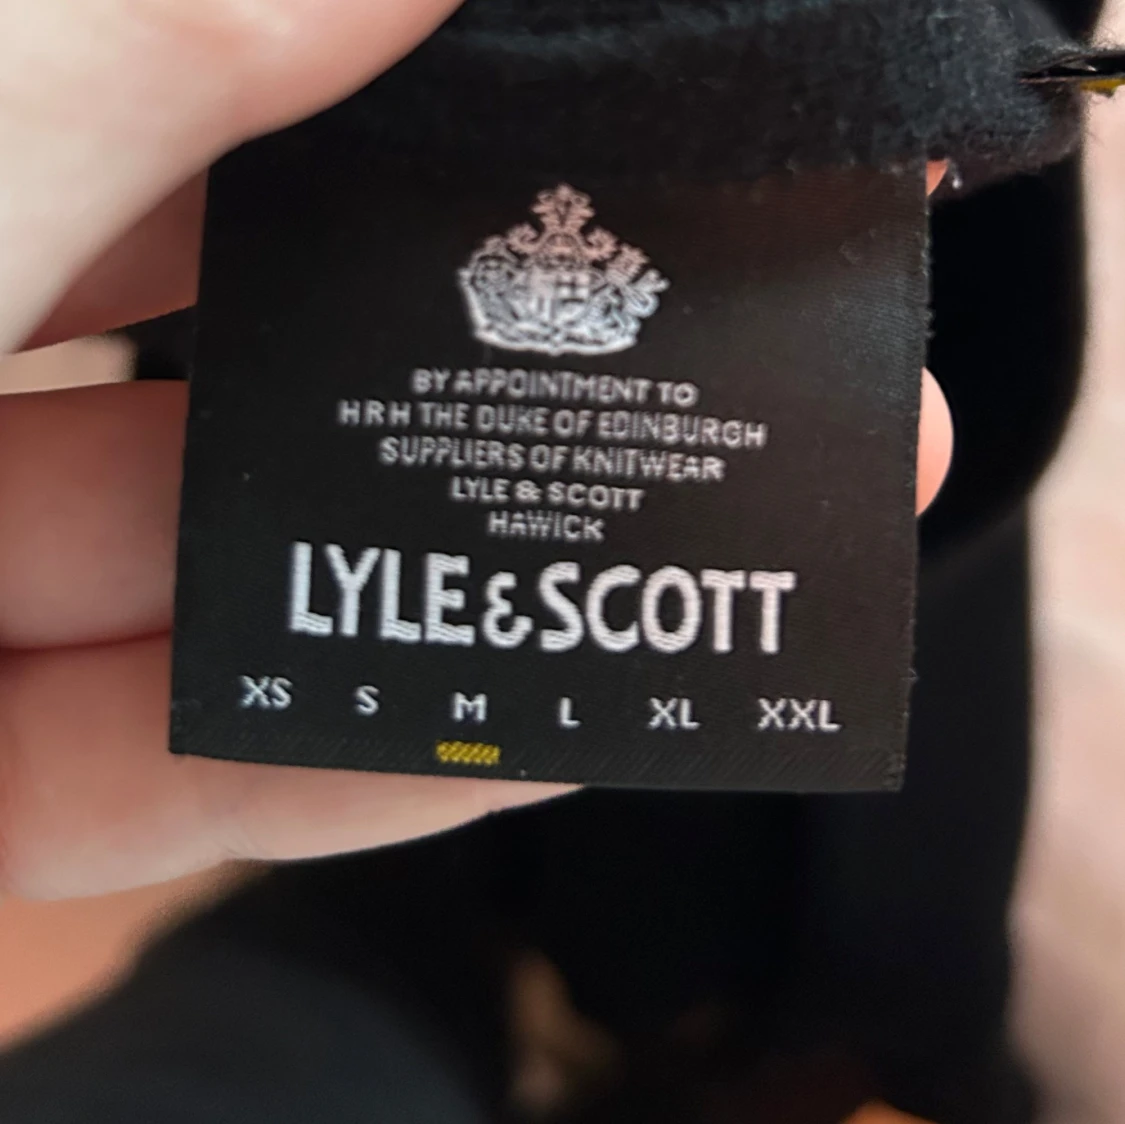 BY APPOINTMENT TO
HRH THE DUKE OF EDINBURGH
SUPPLIERS OF KNITWEAR
LYLE & SCOTT
HAWICK
LYLE & SCOTT
XS S M L XL XXL